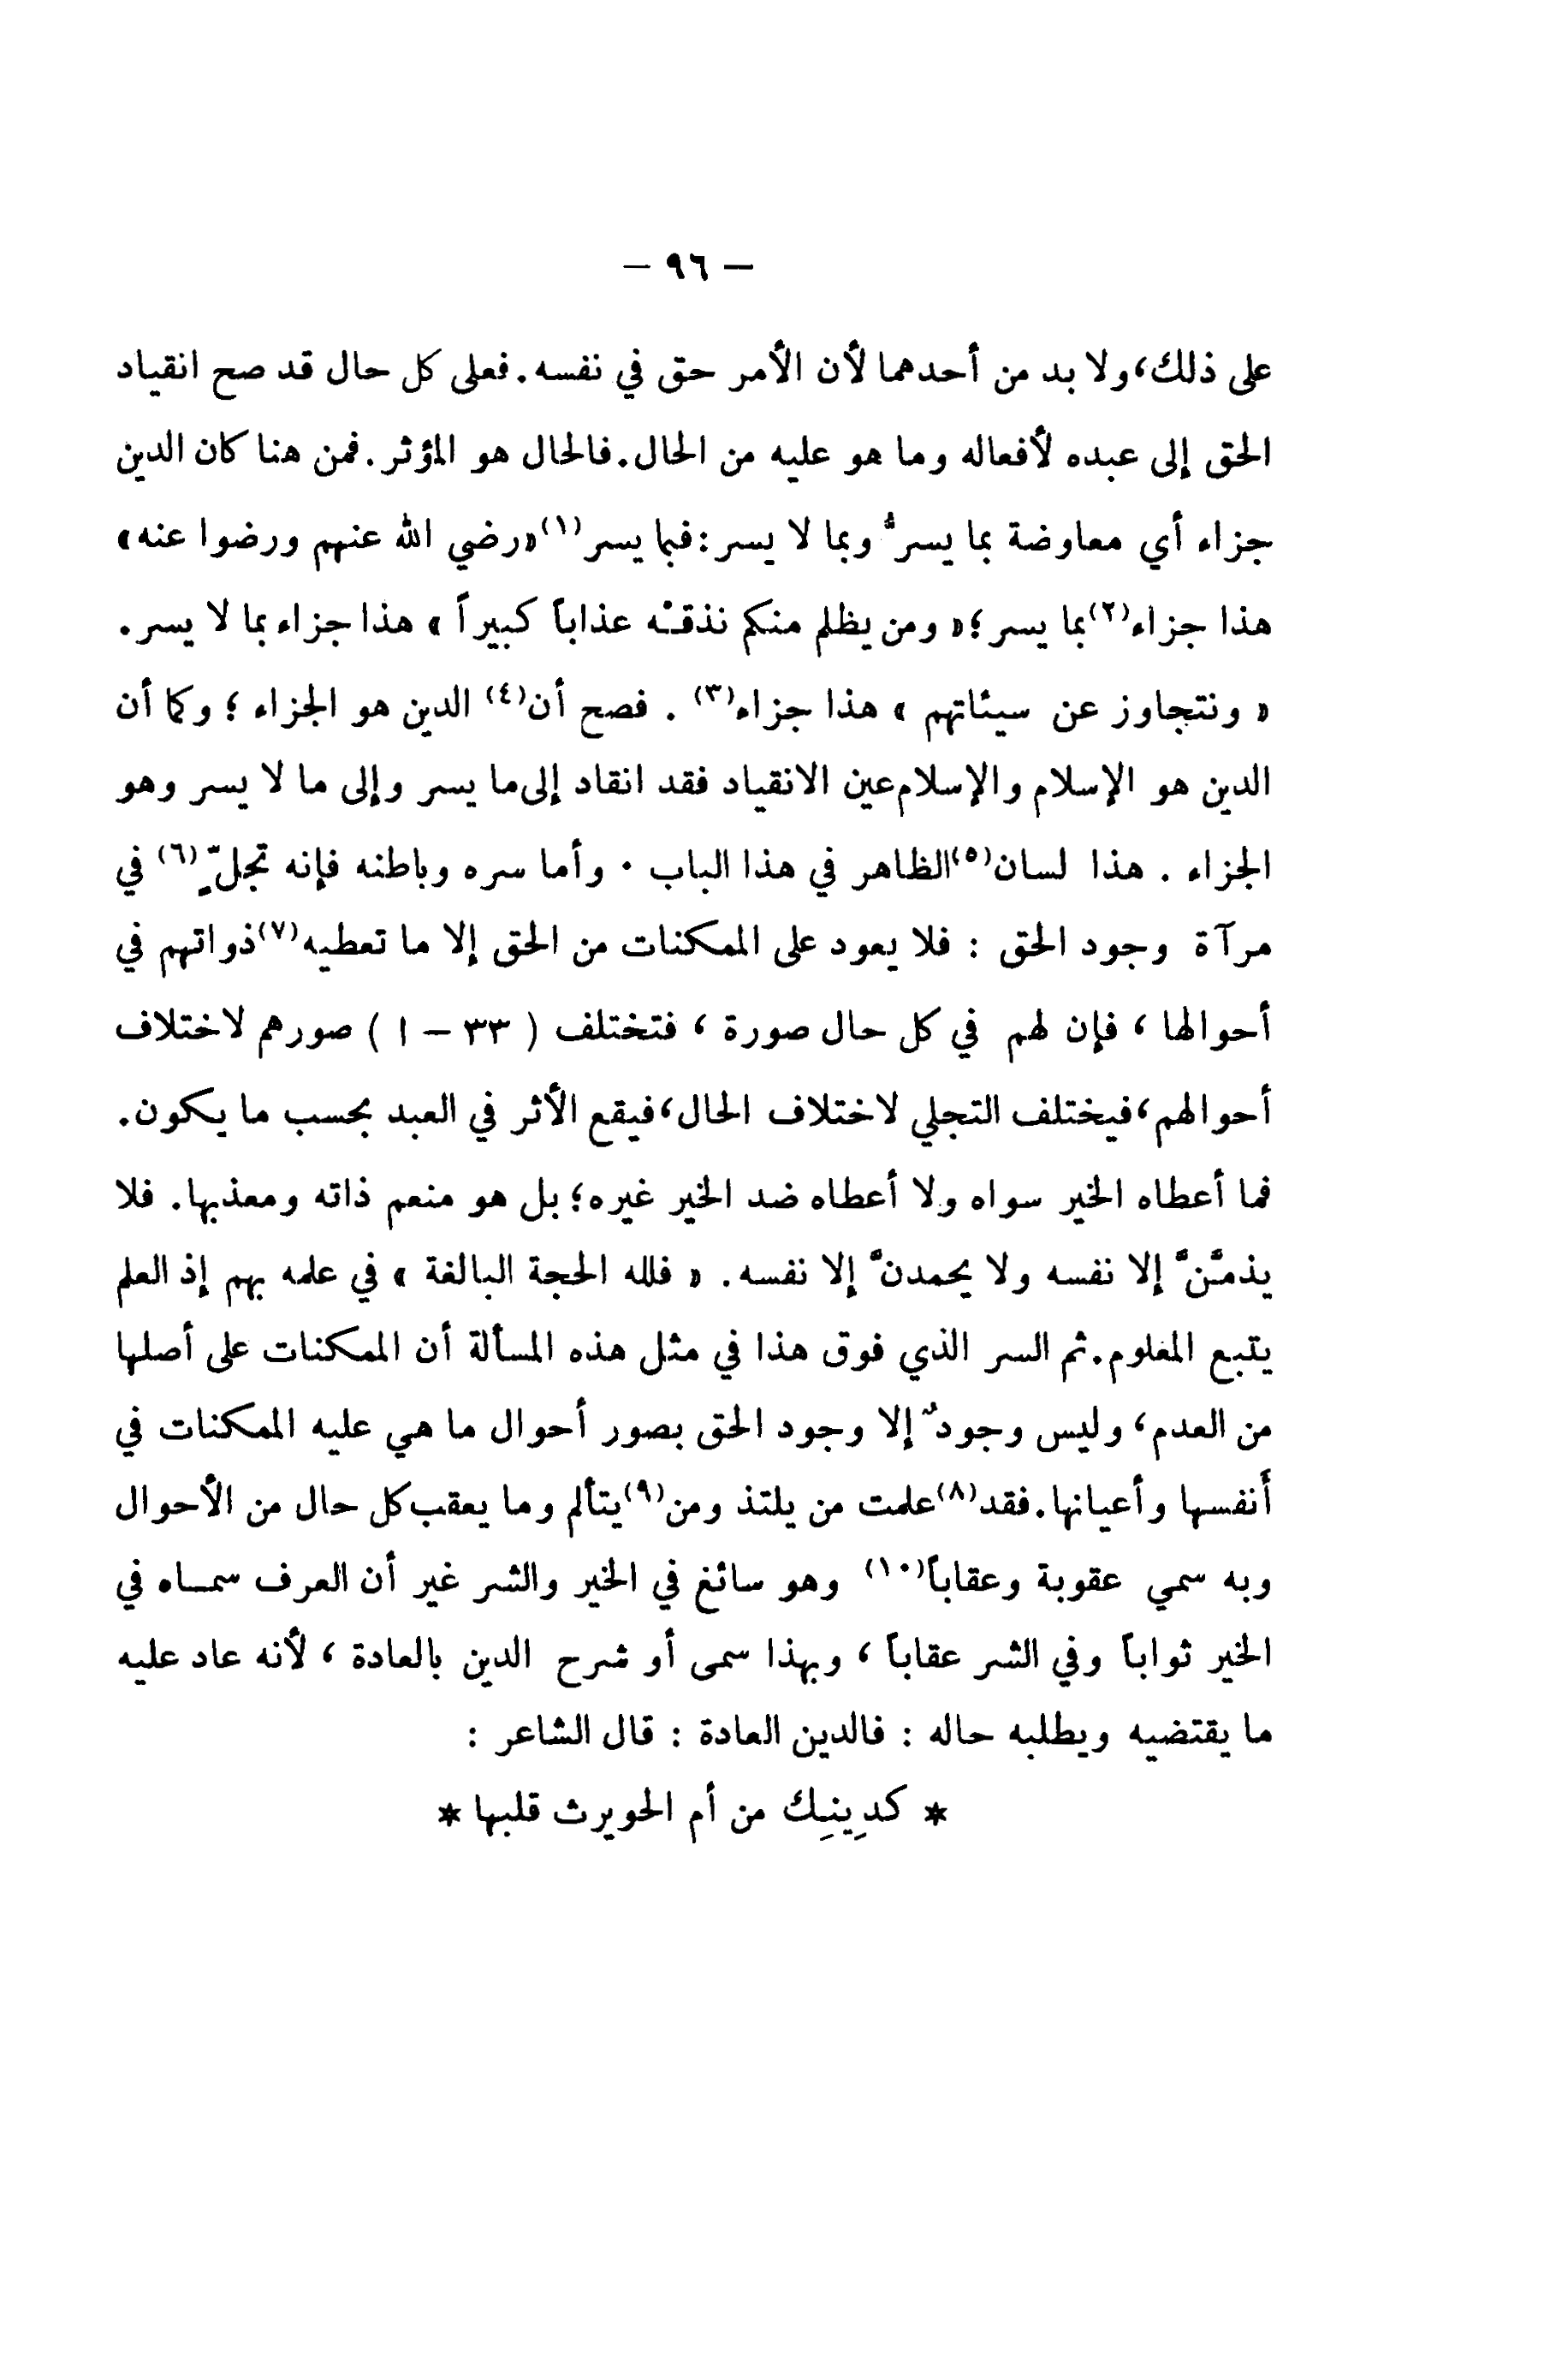 — ٩٦ —
على ذلك، ولا بد من أحدهما لأن الأمر حق في نفسه. فعلى كل حال قد صح انقياد
الحق إلى عبده لأفعاله وما هو عليه من الحال. فالحال هو المؤثر. فمن هنا كان الدين
جزاء أي معاوضة بما يسرُّ وبما لا يسر: فبما يسر(١) «رضي الله عنهم ورضوا عنه»
هذا جزاء(٢) بما يسر؛ « ومن يظلم منكم نذقْه عذاباً كبيراً » هذا جزاء بما لا يسر.
« ونتجاوز عن سيئاتهم » هذا جزاء(٣) . فصح أن(٤) الدين هو الجزاء ؛ وكما أن
الدين هو الإسلام والإسلام عين الانقياد فقد انقاد إلى ما يسر وإلى ما لا يسر وهو
الجزاء . هذا لسان(٥) الظاهر في هذا الباب . وأما سره وباطنه فإنه تجلٍّ(٦) في
مرآة وجود الحق : فلا يعود على الممكنات من الحق إلا ما تعطيه(٧) ذواتهم في
أحوالها ، فإن لهم في كل حال صورة ، فتختلف ( ٣٣ – ا ) صورهم لاختلاف
أحوالهم، فيختلف التجلي لاختلاف الحال، فيقع الأثر في العبد بحسب ما يكون.
فما أعطاه الخير سواه ولا أعطاه ضد الخير غيره؛ بل هو منعم ذاته ومعذبها. فلا
يذمَّنَّ إلا نفسه ولا يحمدنَّ إلا نفسه. « فلله الحجة البالغة » في علمه بهم إذ العلم
يتبع المعلوم. ثم السر الذي فوق هذا في مثل هذه المسألة أن الممكنات على أصلها
من العدم، وليس وجودٌ إلا وجود الحق بصور أحوال ما هي عليه الممكنات في
أَنفسها وأعيانها. فقد(٨) علمت من يلتذ ومن(٩) يتألم وما يعقب كل حال من الأحوال
وبه سمي عقوبة وعقاباً(١٠) وهو سائغ في الخير والشر غير أن العرف سمــاه في
الخير ثواباً وفي الشر عقاباً ، وبهذا سمى أو شرح الدين بالعادة ، لأنه عاد عليه
ما يقتضيه ويطلبه حاله : فالدين العادة : قال الشاعر :
* كدِينِك من أم الحويرث قلبها *